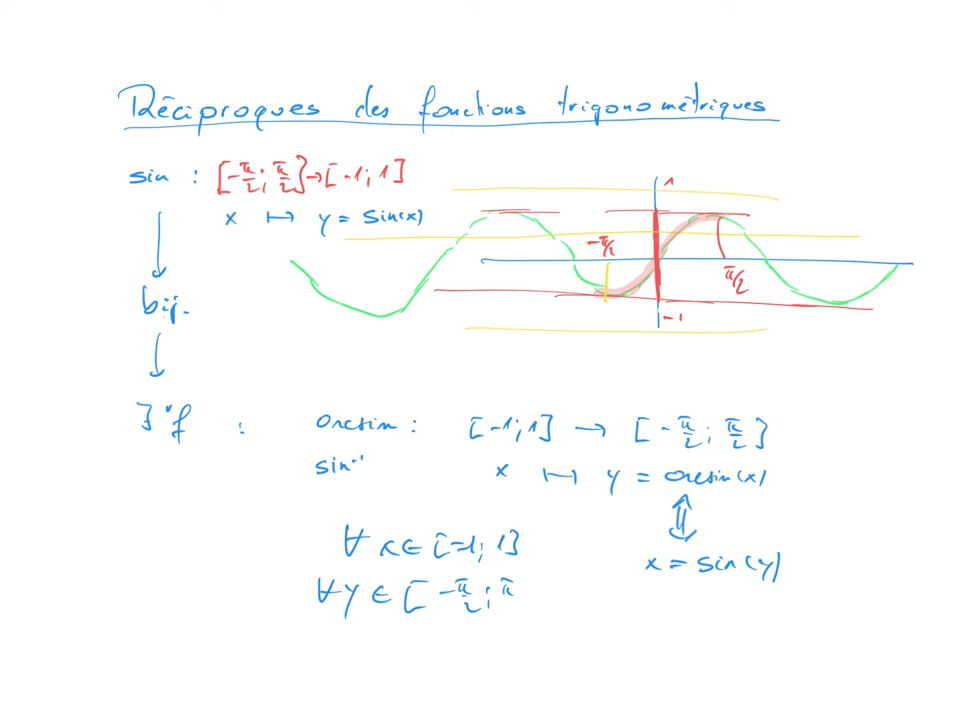 Réciproques des fonctions trigonométriques
sin : [-π/2; π/2] → [-1; 1]
x ↦ y = sin(x)
bij.
1
-π/2
π/2
-1
∃ ʳf : arcsin : [-1; 1] → [-π/2; π/2]
sin⁻¹ x ↦ y = arcsin(x)
⇕
∀ x ∈ [-1; 1]
x = sin(y)
∀ y ∈ [-π/2; π